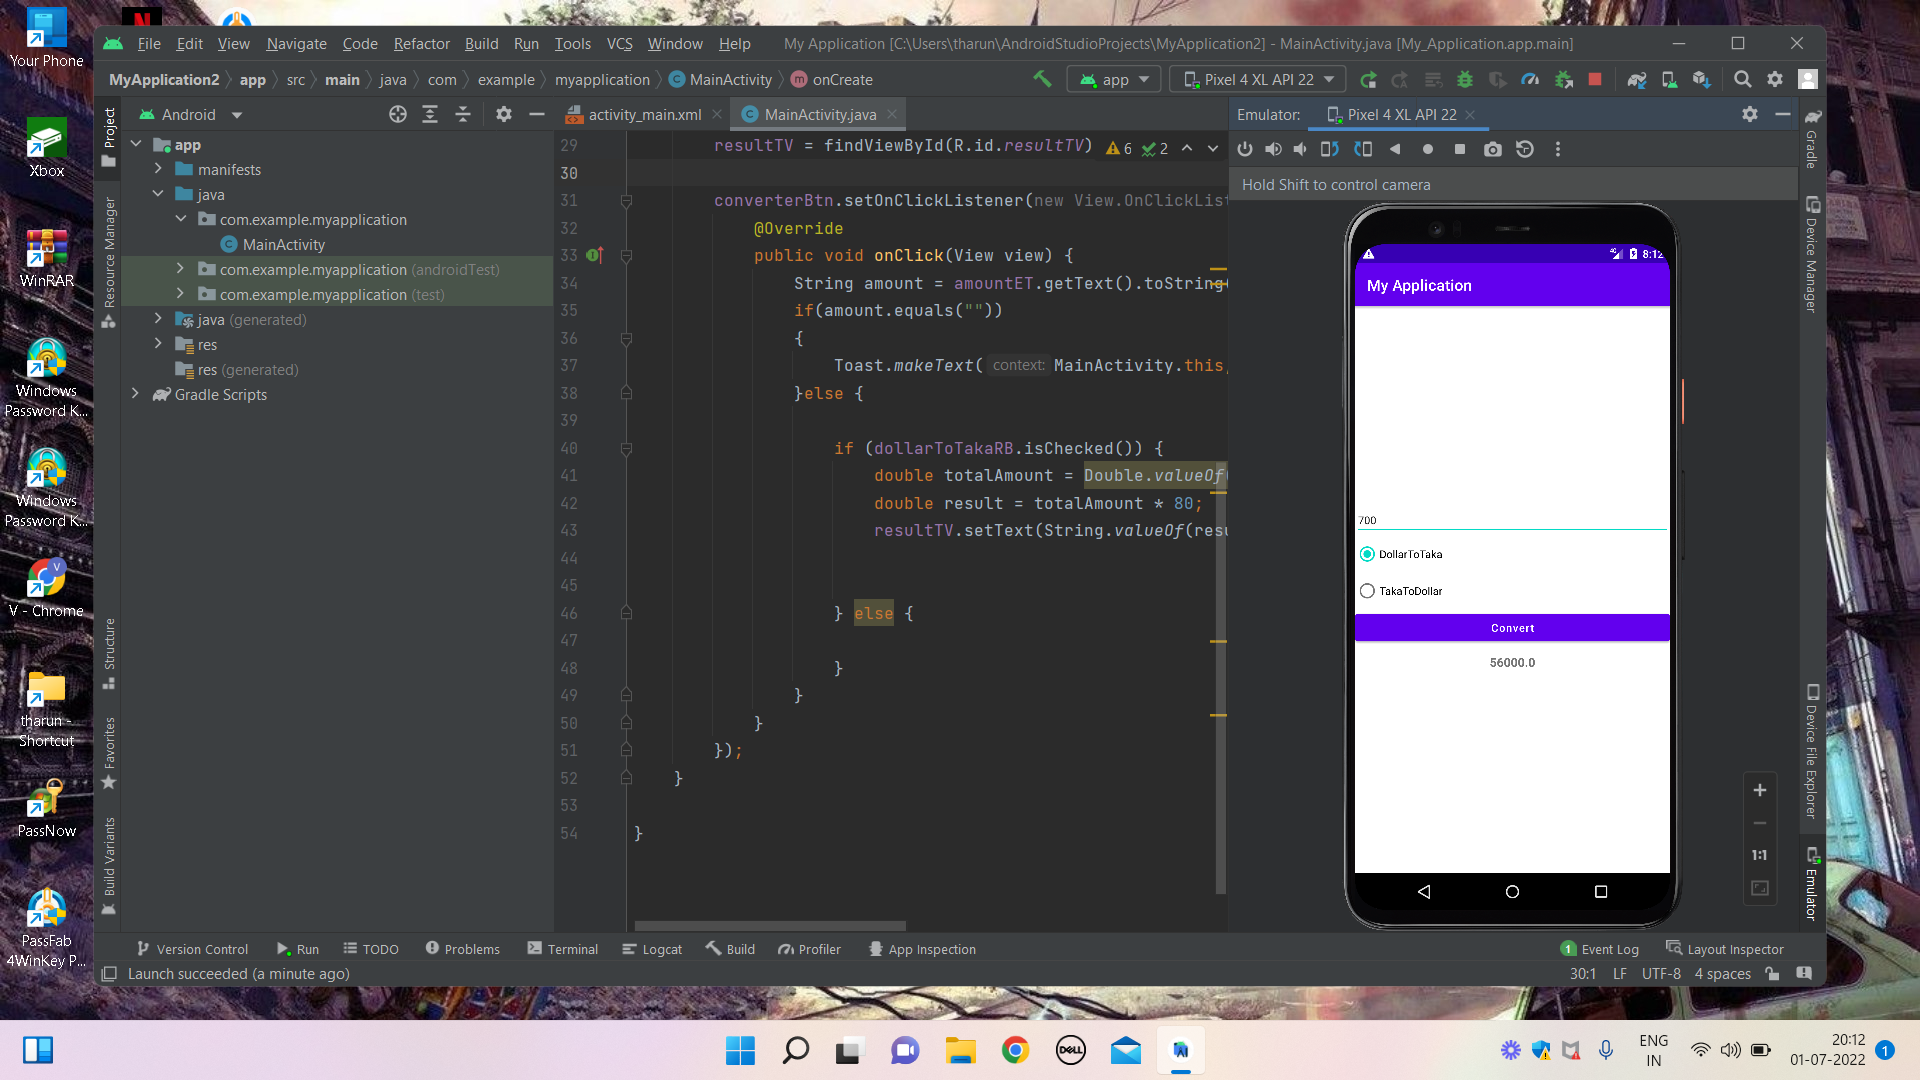 Your Phone
Xbox
WinRAR
Windows
Password K...
Windows
Password K...
V - Chrome
tharun -
Shortcut
PassNow
PassFab
4WinKey P...
File Edit View Navigate Code Refactor Build Run Tools VCS Window Help My Application [C:\Users\tharun\AndroidStudioProjects\MyApplication2] - MainActivity.java [My_Application.app.main]
MyApplication2 app src main java com example myapplication MainActivity onCreate app Pixel 4 XL API 22
Project
Resource Manager
Structure
Favorites
Build Variants
Android
app
manifests
java
com.example.myapplication
MainActivity
com.example.myapplication (androidTest)
com.example.myapplication (test)
java (generated)
res
res (generated)
Gradle Scripts
activity_main.xml MainActivity.java
6 2
29 resultTV = findViewById(R.id.resultTV)
30
31 converterBtn.setOnClickListener(new View.OnClickList
32 @Override
33 public void onClick(View view) {
34 String amount = amountET.getText().toString
35 if(amount.equals(""))
36 {
37 Toast.makeText( context: MainActivity.this,
38 }else {
39
40 if (dollarToTakaRB.isChecked()) {
41 double totalAmount = Double.valueOf
42 double result = totalAmount * 80;
43 resultTV.setText(String.valueOf(resu
44
45
46 } else {
47
48 }
49 }
50 }
51 });
52 }
53
54 }
Emulator: Pixel 4 XL API 22
Hold Shift to control camera
8:12
My Application
700
DollarToTaka
TakaToDollar
Convert
56000.0
1:1
Gradle
Device Manager
Device File Explorer
Emulator
Version Control Run TODO Problems Terminal Logcat Build Profiler App Inspection 1 Event Log Layout Inspector
Launch succeeded (a minute ago) 30:1 LF UTF-8 4 spaces
DELL
ENG
IN
20:12
01-07-2022
1